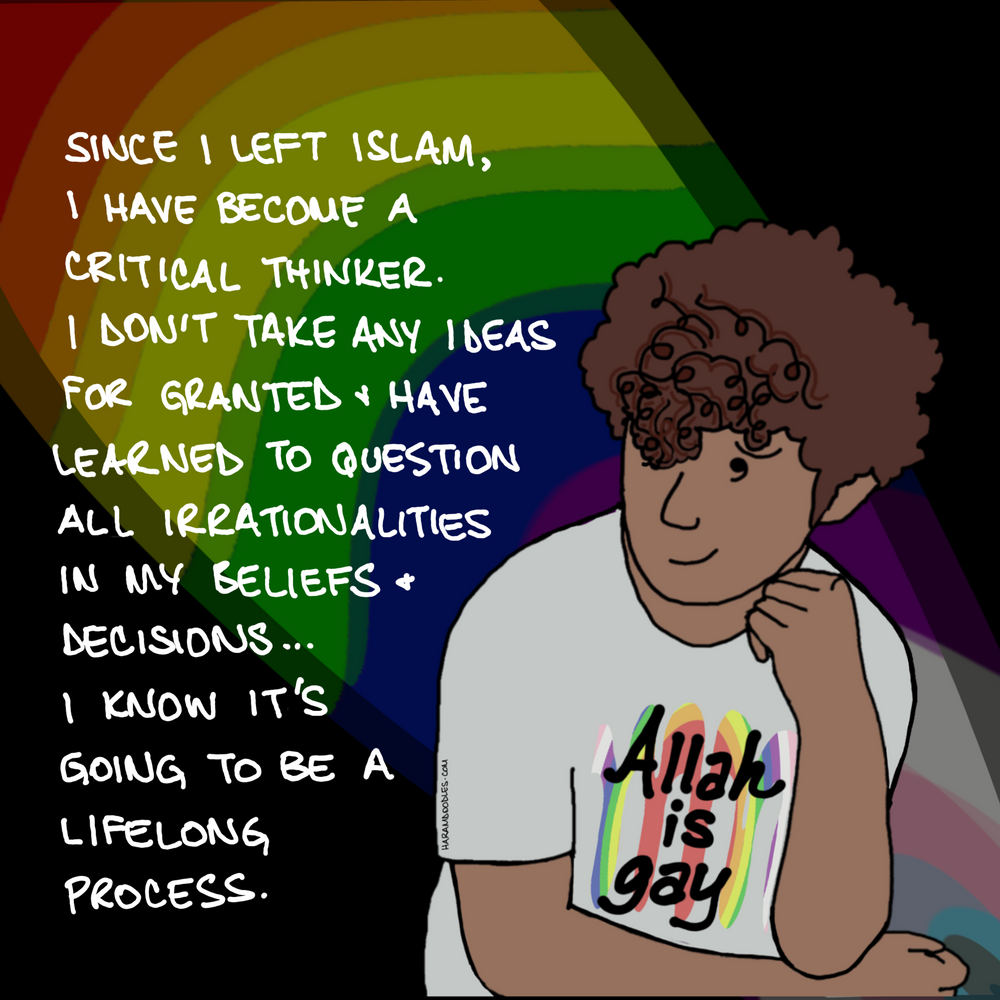 SINCE I LEFT ISLAM,
I HAVE BECOME A
CRITICAL THINKER.
I DON'T TAKE ANY IDEAS
FOR GRANTED & HAVE
LEARNED TO QUESTION
ALL IRRATIONALITIES
IN MY BELIEFS &
DECISIONS...
I KNOW IT'S
GOING TO BE A
LIFELONG
PROCESS.
Allah
is
gay
HARAMDOODLES.COM